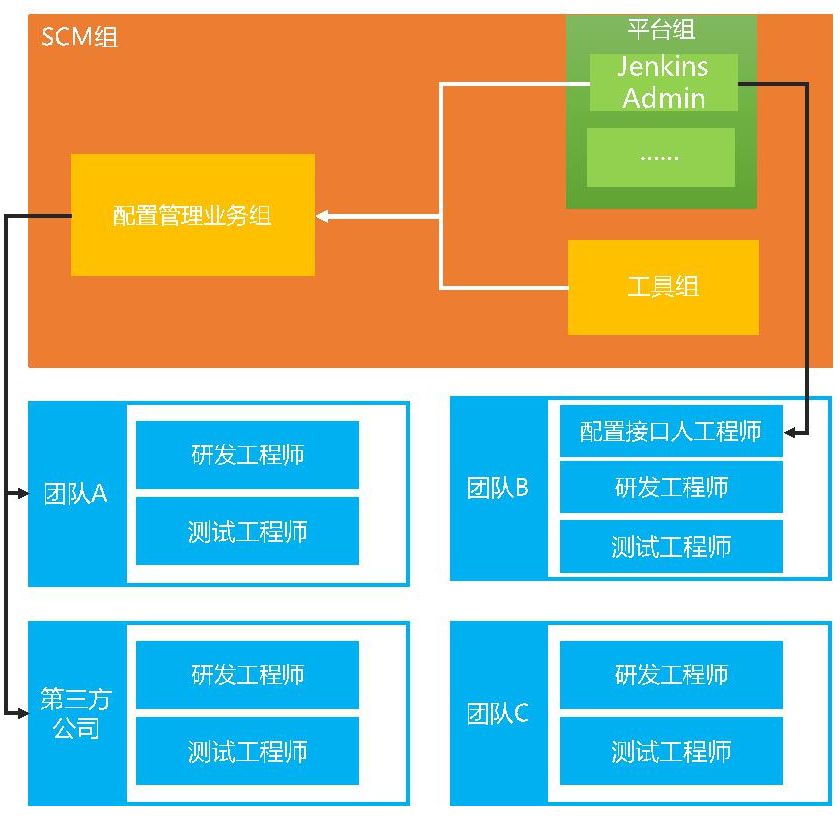 SCM组
平台组
Jenkins
Admin
......
配置管理业务组
工具组
团队A
研发工程师
测试工程师
团队B
配置接口人工程师
研发工程师
测试工程师
第三方
公司
研发工程师
测试工程师
团队C
研发工程师
测试工程师